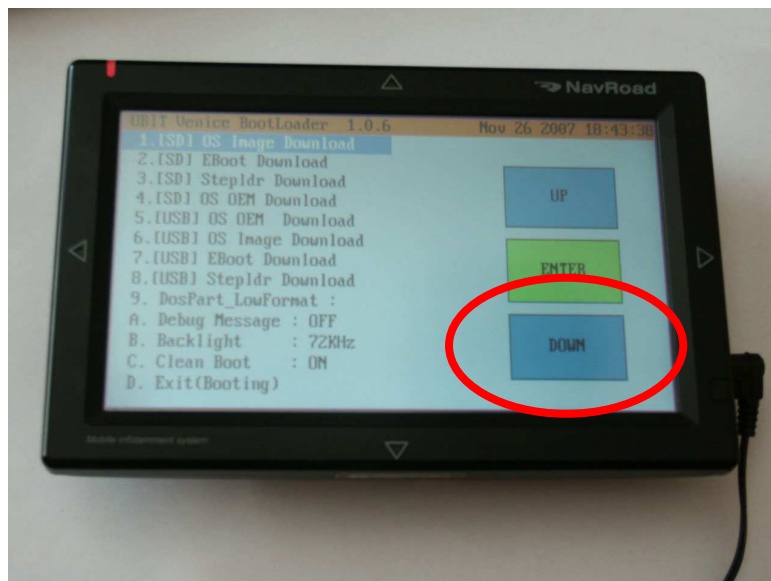 NavRoad
UBIT Venice BootLoader 1.0.6 Nov 26 2007 18:43:38
1.[SD] OS Image Download
2.[SD] EBoot Download
3.[SD] Stepldr Download
4.[SD] OS OEM Download
5.[USB] OS OEM Download
6.[USB] OS Image Download
7.[USB] EBoot Download
8.[USB] Stepldr Download
9. DosPart_LowFormat :
A. Debug Message : OFF
B. Backlight : 72KHz
C. Clean Boot : ON
D. Exit(Booting)
UP
ENTER
DOWN
Mobile infotainment system